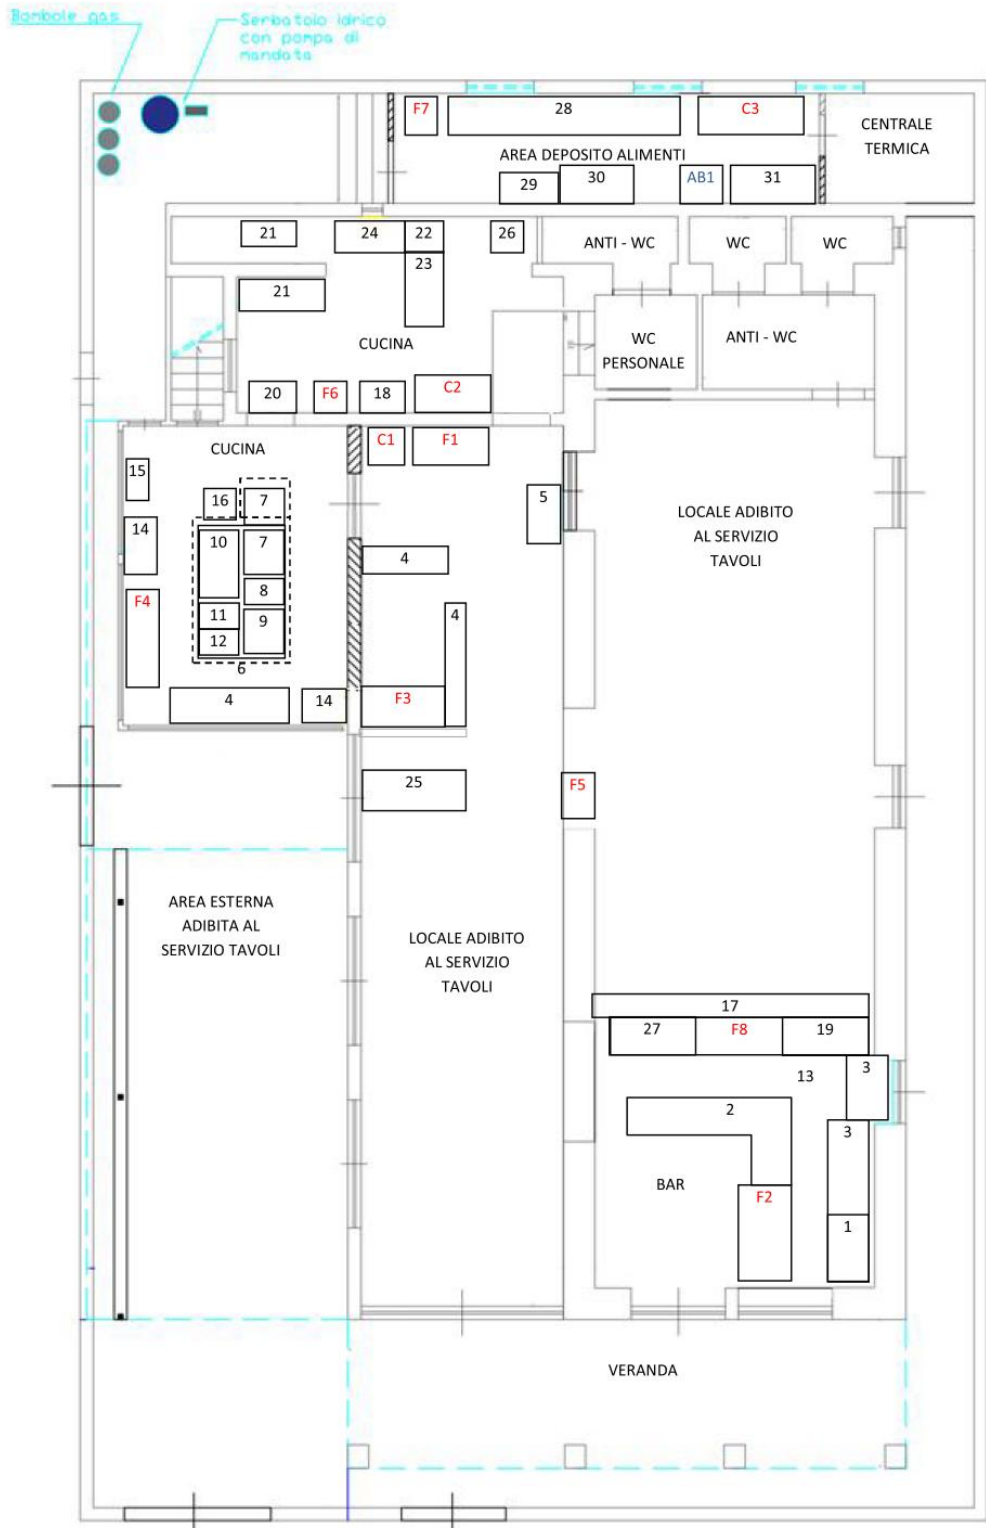 Bombole gas
Serbatoio idrico
con pompa di
mandata
F7
28
C3
CENTRALE
TERMICA
AREA DEPOSITO ALIMENTI
29
30
AB1
31
21
24
22
26
ANTI - WC
WC
WC
23
21
CUCINA
WC
PERSONALE
ANTI - WC
20
F6
18
C2
CUCINA
C1
F1
15
16
7
5
LOCALE ADIBITO
AL SERVIZIO
TAVOLI
14
10
7
4
8
F4
11
9
4
12
6
4
14
F3
25
F5
AREA ESTERNA
ADIBITA AL
SERVIZIO TAVOLI
LOCALE ADIBITO
AL SERVIZIO
TAVOLI
17
27
F8
19
13
3
2
3
BAR
F2
1
VERANDA